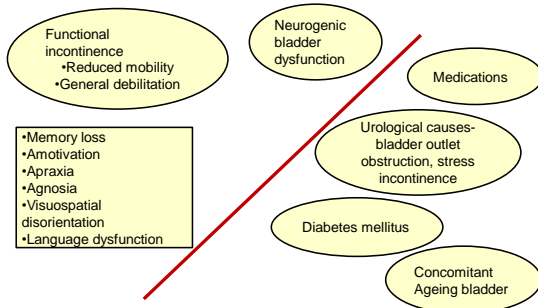 Functional
incontinence
•Reduced mobility
•General debilitation
Neurogenic
bladder
dysfunction
Medications
•Memory loss
•Amotivation
•Apraxia
•Agnosia
•Visuospatial
disorientation
•Language dysfunction
Urological causes-
bladder outlet
obstruction, stress
incontinence
Diabetes mellitus
Concomitant
Ageing bladder